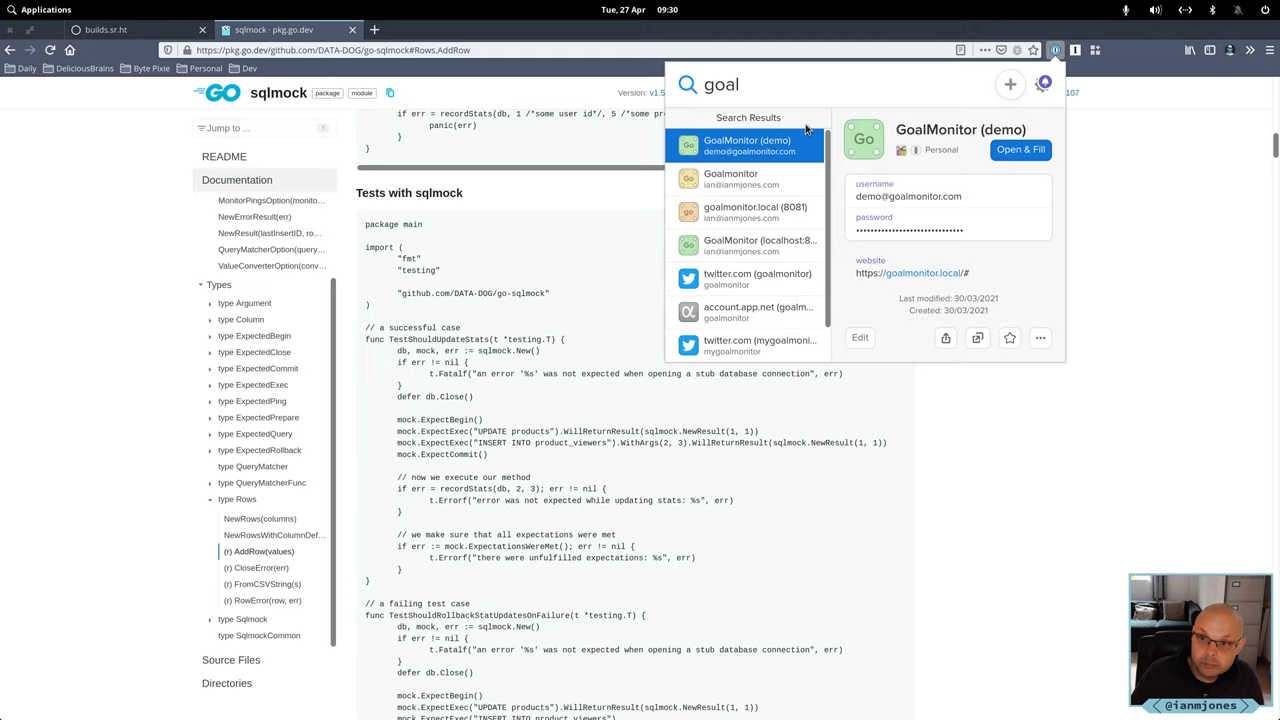 Applications
Tue, 27 Apr 09:30
builds.sr.ht
sqlmock · pkg.go.dev
https://pkg.go.dev/github.com/DATA-DOG/go-sqlmock#Rows.AddRow
Daily
DeliciousBrains
Byte Pixie
Personal
Dev
GO
sqlmock
package
module
Version: v1.5
107
Jump to ...
README
Documentation
MonitorPingsOption(monito...
NewErrorResult(err)
NewResult(lastInsertID, ro...
QueryMatcherOption(query...
ValueConverterOption(conv...
Types
type Argument
type Column
type ExpectedBegin
type ExpectedClose
type ExpectedCommit
type ExpectedExec
type ExpectedPing
type ExpectedPrepare
type ExpectedQuery
type ExpectedRollback
type QueryMatcher
type QueryMatcherFunc
type Rows
NewRows(columns)
NewRowsWithColumnDef...
(r) AddRow(values)
(r) CloseError(err)
(r) FromCSVString(s)
(r) RowError(row, err)
type Sqlmock
type SqlmockCommon
Source Files
Directories
if err = recordStats(db, 1 /*some user id*/, 5 /*some pr
panic(err)
}
}
Tests with sqlmock
package main
import (
"fmt"
"testing"
"github.com/DATA-DOG/go-sqlmock"
)
// a successful case
func TestShouldUpdateStats(t *testing.T) {
db, mock, err := sqlmock.New()
if err != nil {
t.Fatalf("an error '%s' was not expected when opening a stub database connection", err)
}
defer db.Close()
mock.ExpectBegin()
mock.ExpectExec("UPDATE products").WillReturnResult(sqlmock.NewResult(1, 1))
mock.ExpectExec("INSERT INTO product_viewers").WithArgs(2, 3).WillReturnResult(sqlmock.NewResult(1, 1))
mock.ExpectCommit()
// now we execute our method
if err = recordStats(db, 2, 3); err != nil {
t.Errorf("error was not expected while updating stats: %s", err)
}
// we make sure that all expectations were met
if err := mock.ExpectationsWereMet(); err != nil {
t.Errorf("there were unfulfilled expectations: %s", err)
}
}
// a failing test case
func TestShouldRollbackStatUpdatesOnFailure(t *testing.T) {
db, mock, err := sqlmock.New()
if err != nil {
t.Fatalf("an error '%s' was not expected when opening a stub database connection", err)
}
defer db.Close()
mock.ExpectBegin()
mock.ExpectExec("UPDATE products").WillReturnResult(sqlmock.NewResult(1, 1))
mock.ExpectExec("INSERT INTO product_viewers")
goal
Search Results
Go
GoalMonitor (demo)
demo@goalmonitor.com
Go
Goalmonitor
ian@ianmjones.com
go
goalmonitor.local (8081)
ian@ianmjones.com
Go
GoalMonitor (localhost:8...
ian@ianmjones.com
twitter.com (goalmonitor)
goalmonitor
account.app.net (goalm...
goalmonitor
twitter.com (mygoalmoni...
mygoalmonitor
Go
GoalMonitor (demo)
Personal
Open & Fill
username
demo@goalmonitor.com
password
••••••••••••••••••••••••••••••
website
https://goalmonitor.local/#
Last modified: 30/03/2021
Created: 30/03/2021
Edit
@ianmjones